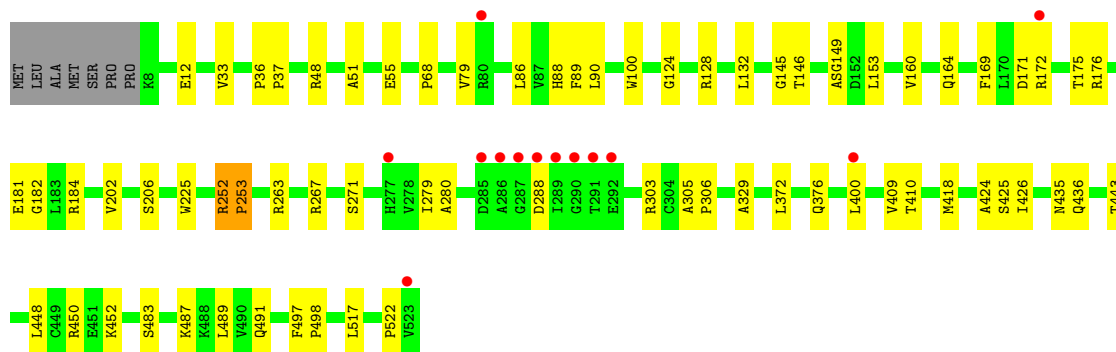 MET LEU ALA MET SER PRO PRO K8 E12 V33 P36 P37 R48 A51 E55 P68 V79 R80 L86 V87 H88 F89 L90 W100 G124 R128 L132 G145 T146 ASG149 D152 L153 V160 Q164 F169 L170 D171 R172 T175 R176
E181 G182 L183 R184 V202 S206 W225 R252 P253 R263 R267 S271 H277 V278 I279 A280 D285 A286 G287 D288 I289 G290 T291 E292 R303 C304 A305 P306 A329 L372 Q376 L400 V409 T410 M418 A424 S425 I426 N435 Q436 T443
L448 C449 R450 E451 K452 S483 K487 K488 L489 V490 Q491 F497 P498 L517 P522 V523